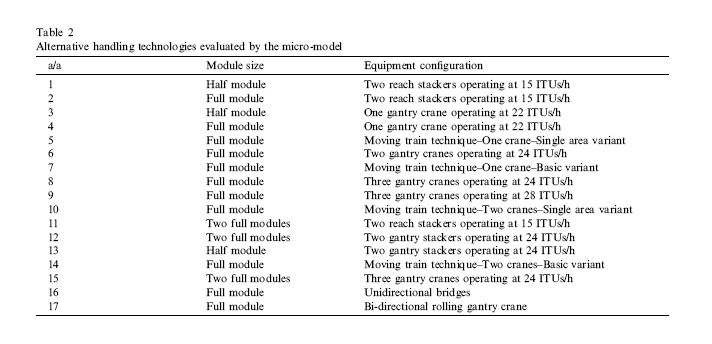 Table 2
Alternative handling technologies evaluated by the micro-model
a/a Module size Equipment configuration
1 Half module Two reach stackers operating at 15 ITUs/h
2 Full module Two reach stackers operating at 15 ITUs/h
3 Half module One gantry crane operating at 22 ITUs/h
4 Full module One gantry crane operating at 22 ITUs/h
5 Full module Moving train technique–One crane–Single area variant
6 Full module Two gantry cranes operating at 24 ITUs/h
7 Full module Moving train technique–One crane–Basic variant
8 Full module Three gantry cranes operating at 24 ITUs/h
9 Full module Three gantry cranes operating at 28 ITUs/h
10 Full module Moving train technique–Two cranes–Single area variant
11 Two full modules Two reach stackers operating at 15 ITUs/h
12 Two full modules Two gantry stackers operating at 24 ITUs/h
13 Half module Two gantry stackers operating at 24 ITUs/h
14 Full module Moving train technique–Two cranes–Basic variant
15 Two full modules Three gantry cranes operating at 24 ITUs/h
16 Full module Unidirectional bridges
17 Full module Bi-directional rolling gantry crane